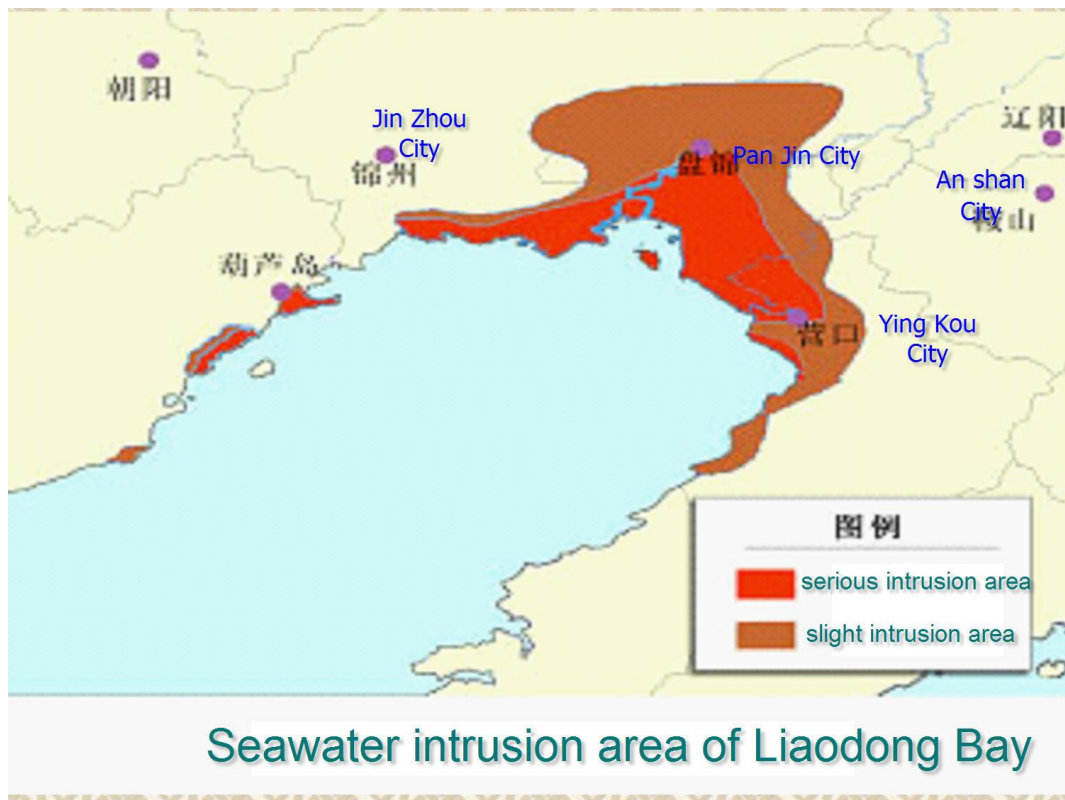 朝阳
Jin Zhou
City
锦州
辽阳
盘锦
Pan Jin City
An shan
City
鞍山
葫芦岛
Ying Kou
City
营口
图例
serious intrusion area
slight intrusion area
Seawater intrusion area of Liaodong Bay